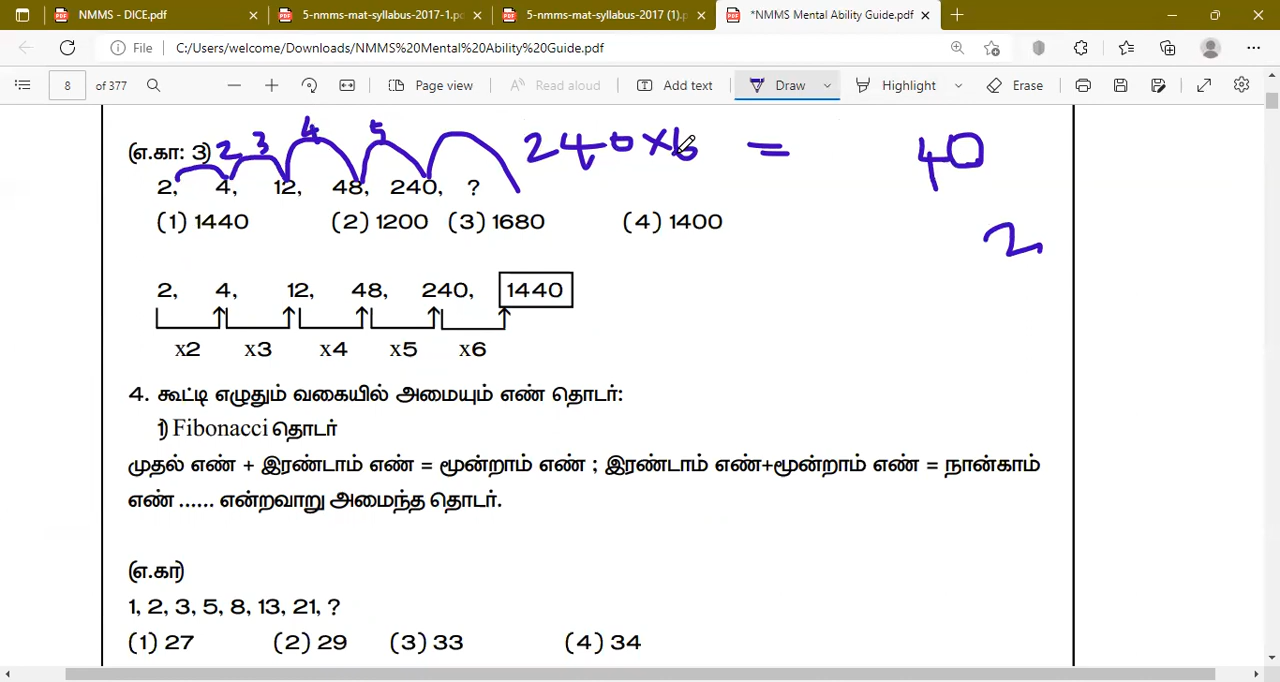 NMMS - DICE.pdf
5-nmms-mat-syllabus-2017-1.pd
5-nmms-mat-syllabus-2017 (1).p
*NMMS Mental Ability Guide.pdf
File C:/Users/welcome/Downloads/NMMS%20Mental%20Ability%20Guide.pdf
8 of 377 Page view Read aloud Add text Draw Highlight Erase
2 3 4 5 240×6 = 40
(எ.கா: 3)
2, 4, 12, 48, 240, ?
(1) 1440 (2) 1200 (3) 1680 (4) 1400
2
2, 4, 12, 48, 240, 1440
x2 x3 x4 x5 x6
4. கூட்டி எழுதும் வகையில் அமையும் எண் தொடர்:
1) Fibonacci தொடர்
முதல் எண் + இரண்டாம் எண் = மூன்றாம் எண் ; இரண்டாம் எண்+மூன்றாம் எண் = நான்காம்
எண் ...... என்றவாறு அமைந்த தொடர்.
(எ.கா)
1, 2, 3, 5, 8, 13, 21, ?
(1) 27 (2) 29 (3) 33 (4) 34